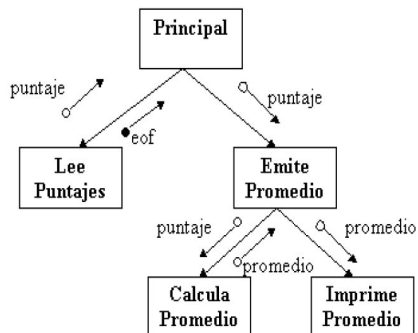 Principal
puntaje
puntaje
eof
Lee
Puntajes
Emite
Promedio
puntaje
promedio
promedio
Calcula
Promedio
Imprime
Promedio